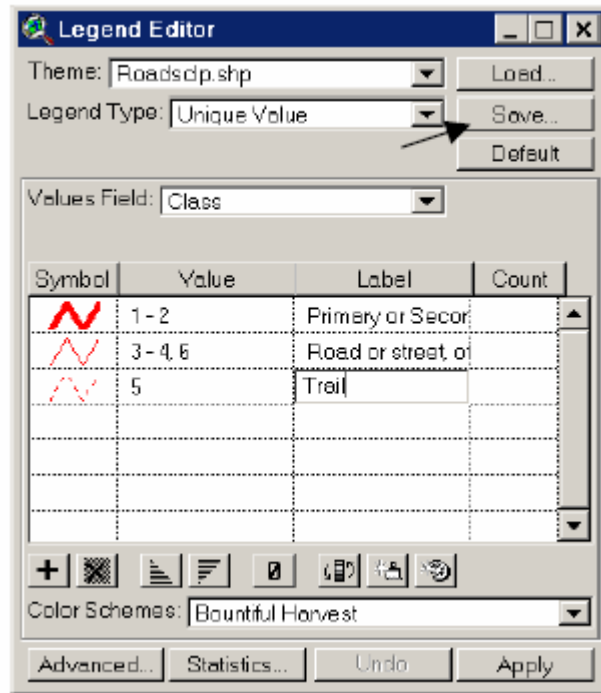 Legend Editor
Theme: Roadsclp.shp Load...
Legend Type: Unique Value Save...
Default
Values Field: Class
Symbol Value Label Count
1 - 2 Primary or Secor
3 - 4, 6 Road or street, of
5 Trail
Color Schemes: Bountiful Harvest
Advanced... Statistics... Undo Apply